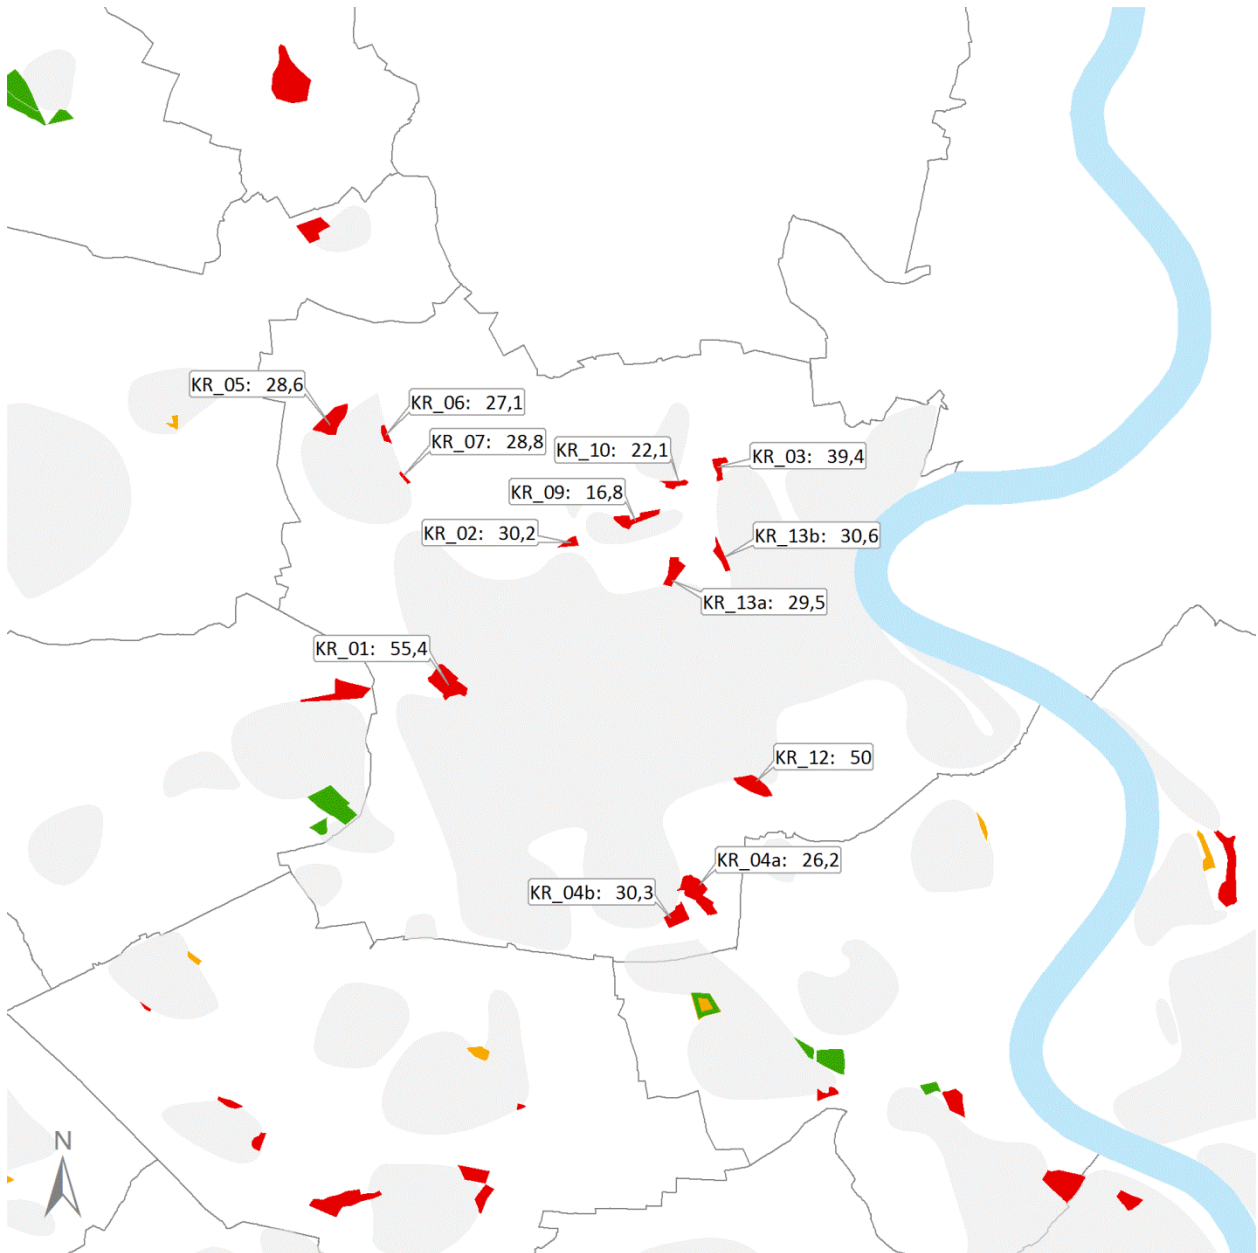 KR_05: 28,6
KR_06: 27,1
KR_07: 28,8
KR_10: 22,1
KR_03: 39,4
KR_09: 16,8
KR_02: 30,2
KR_13b: 30,6
KR_13a: 29,5
KR_01: 55,4
KR_12: 50
KR_04a: 26,2
KR_04b: 30,3
N